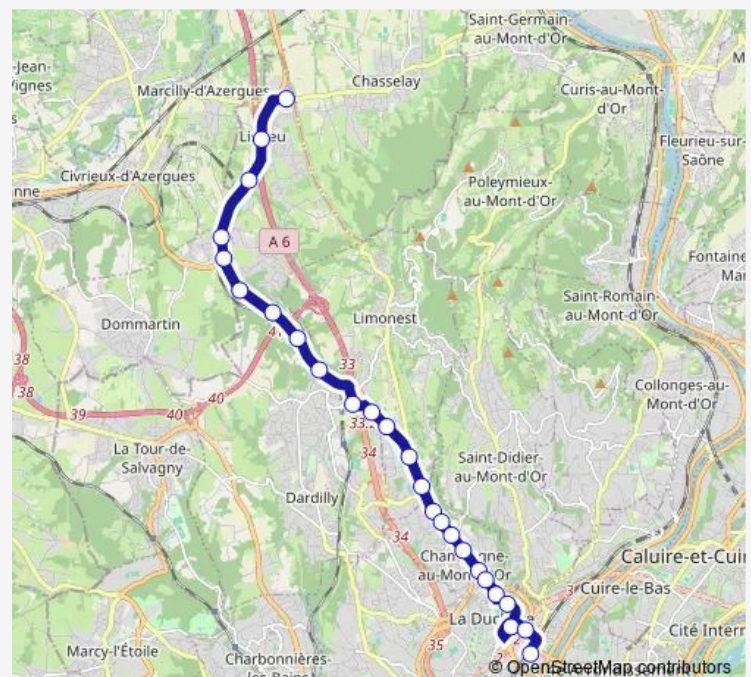 Saint-Germain-
au-Mont-d'Or
-Jean-
Vignes
Marcilly-d'Azergues
Chasselay
Curis-au-Mont-
d'Or
Fleurieu-sur-
Saône
Civrieux-d'Azergues
Poleymieux-
au-Mont-d'Or
A 6
Fontaine
Dommartin
Limonest
Saint-Romain-
au-Mont-d'Or
38
38
33
39
40
40
Collonges-au-
Mont-d'Or
La Tour-de-
Salvagny
34
Saint-Didier-
au-Mont-d'Or
Dardilly
34
Caluire-et-Cui
Cuire-le-Bas
35
Cité Intern
Marcy-l'Étoile
Charbonnières-
les-Bains
© OpenStreetMap contributors